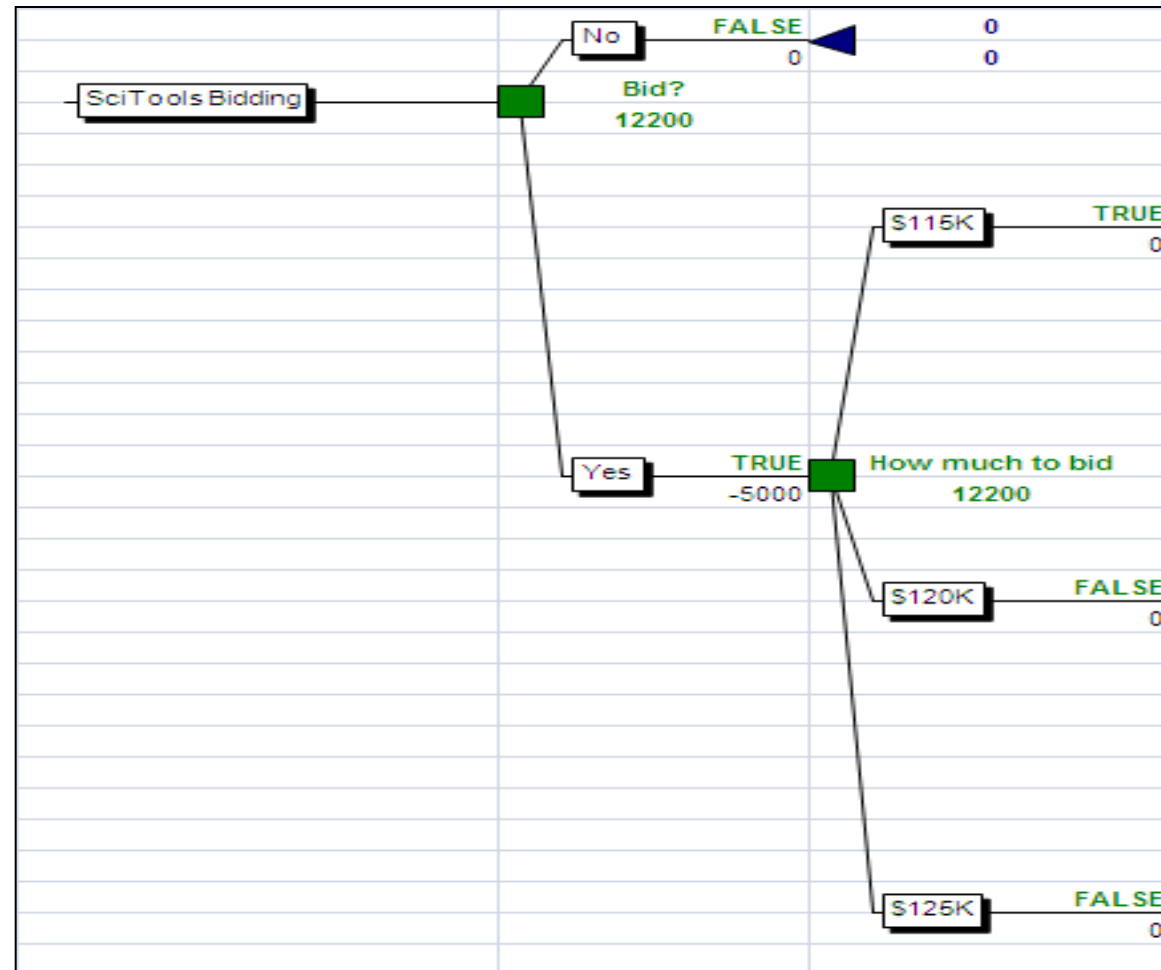 No FALSE 0
0 0
SciTools Bidding Bid?
12200
$115K TRUE
0
Yes TRUE How much to bid
-5000 12200
$120K FALSE
0
$125K FALSE
0